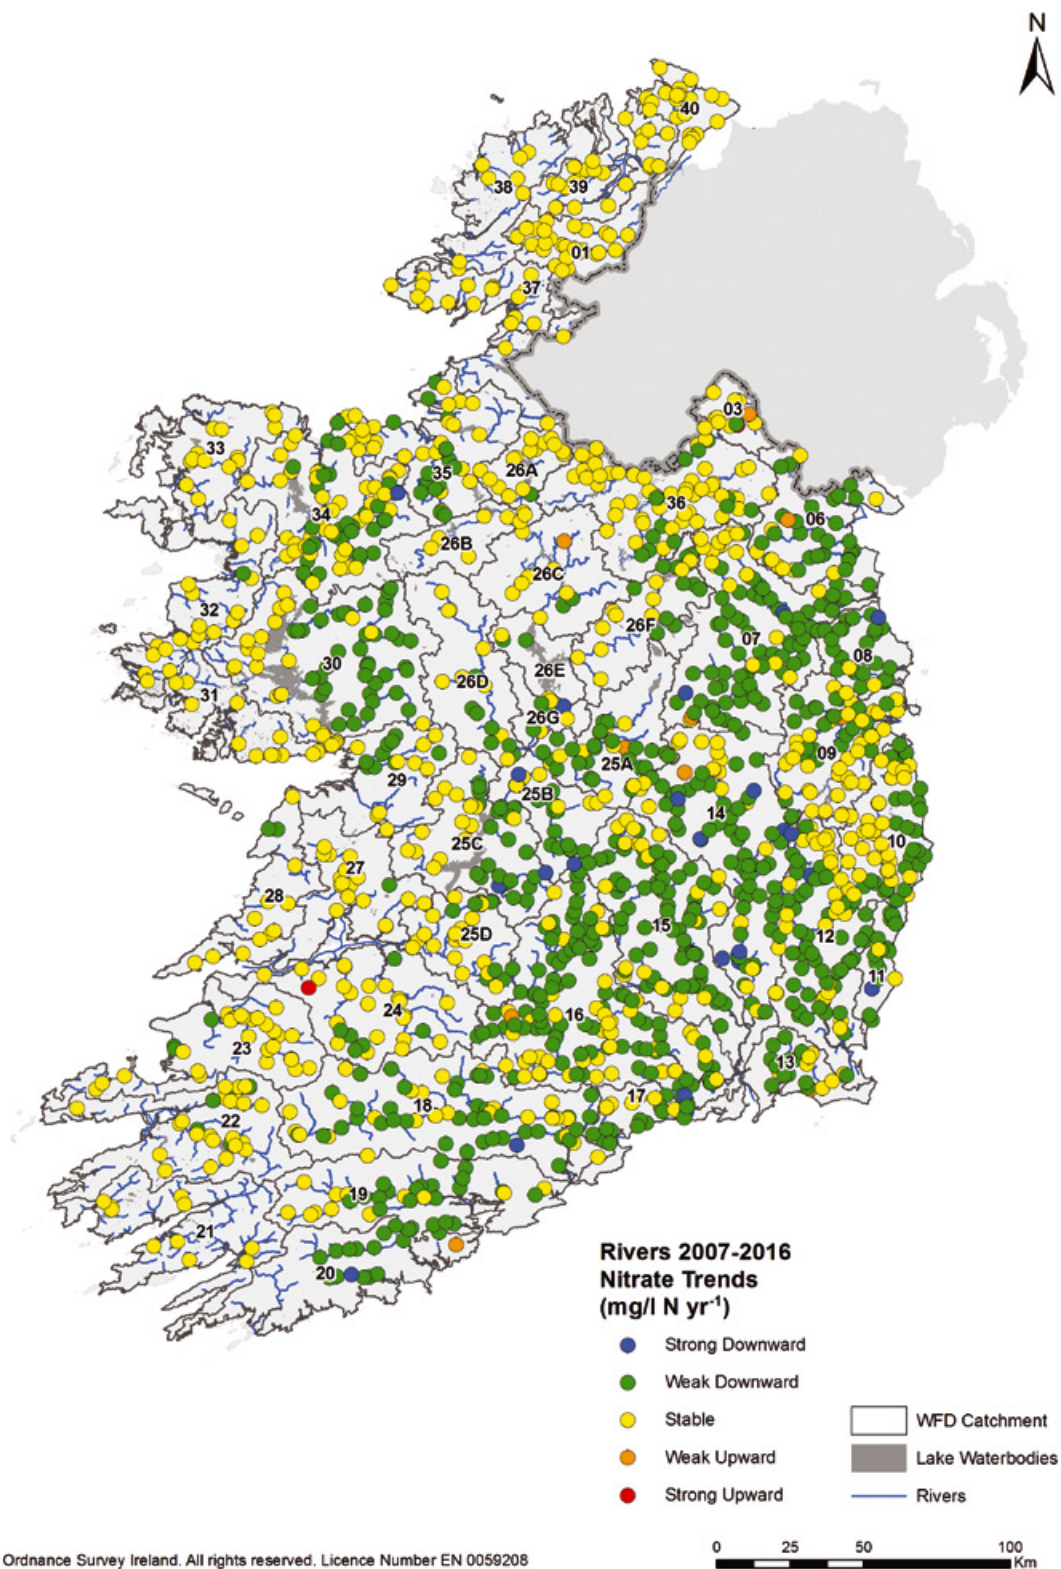 N
40
38
39
01
37
03
33
26A
35
36
34
06
26B
26C
32
26F
07
08
30
26E
31
26D
26G
09
25A
29
25B
14
10
25C
27
28
15
12
25D
11
24
16
23
13
17
18
22
19
21
20
Rivers 2007-2016
Nitrate Trends
(mg/l N yr⁻¹)
Strong Downward
Weak Downward
Stable
WFD Catchment
Weak Upward
Lake Waterbodies
Strong Upward
Rivers
0 25 50 100
Km
Ordnance Survey Ireland. All rights reserved. Licence Number EN 0059208